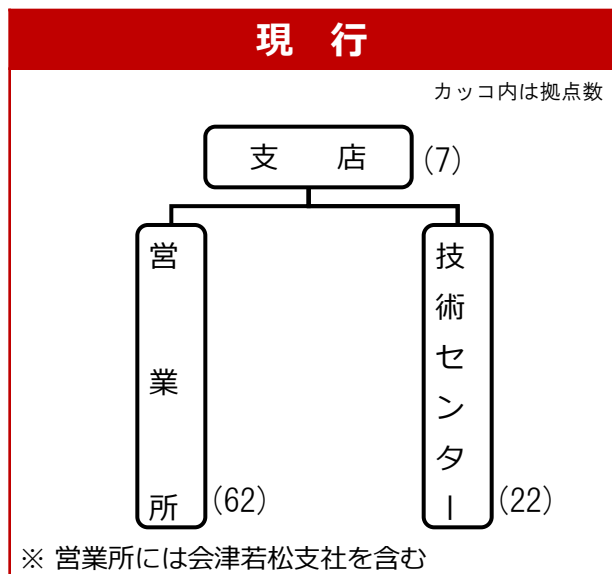 現 行
カッコ内は拠点数
支 店 (7)
営業所 (62)
技術センター (22)
※ 営業所には会津若松支社を含む